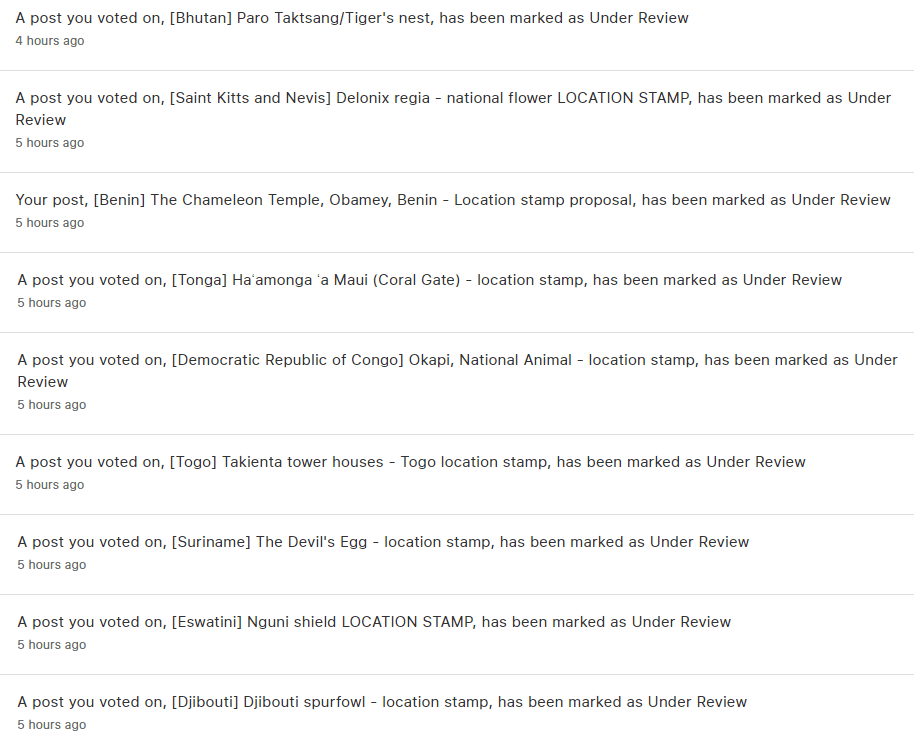 A post you voted on, [Bhutan] Paro Taktsang/Tiger's nest, has been marked as Under Review
4 hours ago
A post you voted on, [Saint Kitts and Nevis] Delonix regia - national flower LOCATION STAMP, has been marked as Under
Review
5 hours ago
Your post, [Benin] The Chameleon Temple, Obamey, Benin - Location stamp proposal, has been marked as Under Review
5 hours ago
A post you voted on, [Tonga] Haʻamonga ʻa Maui (Coral Gate) - location stamp, has been marked as Under Review
5 hours ago
A post you voted on, [Democratic Republic of Congo] Okapi, National Animal - location stamp, has been marked as Under
Review
5 hours ago
A post you voted on, [Togo] Takienta tower houses - Togo location stamp, has been marked as Under Review
5 hours ago
A post you voted on, [Suriname] The Devil's Egg - location stamp, has been marked as Under Review
5 hours ago
A post you voted on, [Eswatini] Nguni shield LOCATION STAMP, has been marked as Under Review
5 hours ago
A post you voted on, [Djibouti] Djibouti spurfowl - location stamp, has been marked as Under Review
5 hours ago